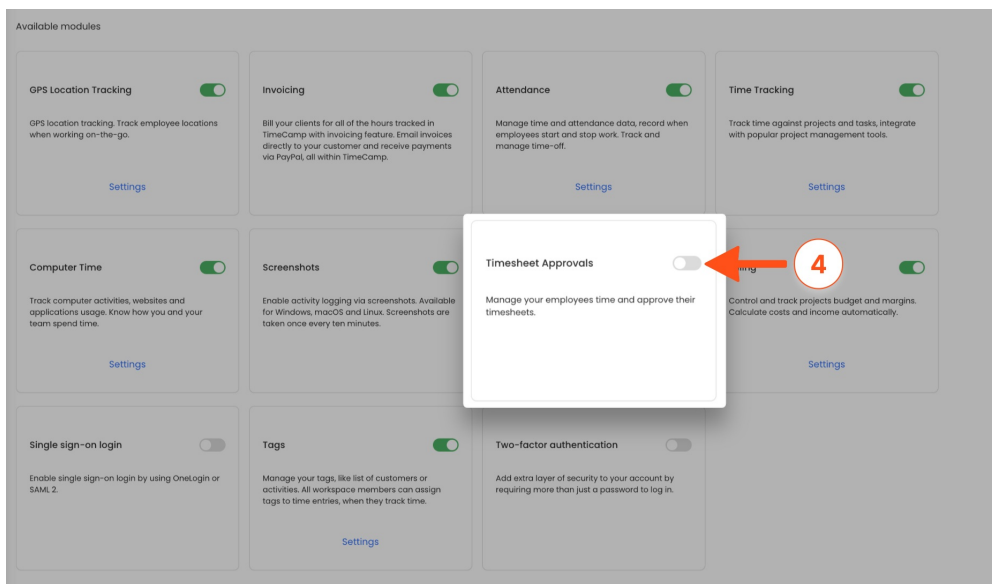 Available modules
GPS Location Tracking
GPS location tracking. Track employee locations
when working on-the-go.
Settings
Invoicing
Bill your clients for all of the hours tracked in
TimeCamp with invoicing feature. Email invoices
directly to your customer and receive payments
via PayPal, all within TimeCamp.
Attendance
Manage time and attendance data, record when
employees start and stop work. Track and
manage time-off.
Settings
Time Tracking
Track time against projects and tasks, integrate
with popular project management tools.
Settings
Computer Time
Track computer activities, websites and
applications usage. Know how you and your
team spend time.
Settings
Screenshots
Enable activity logging via screenshots. Available
for Windows, macOS and Linux. Screenshots are
taken once every ten minutes.
Timesheet Approvals
Manage your employees time and approve their
timesheets.
4
Control and track projects budget and margins.
Calculate costs and income automatically.
Settings
Single sign-on login
Enable single sign-on login by using OneLogin or
SAML 2.
Tags
Manage your tags, like list of customers or
activities. All workspace members can assign
tags to time entries, when they track time.
Settings
Two-factor authentication
Add extra layer of security to your account by
requiring more than just a password to log in.